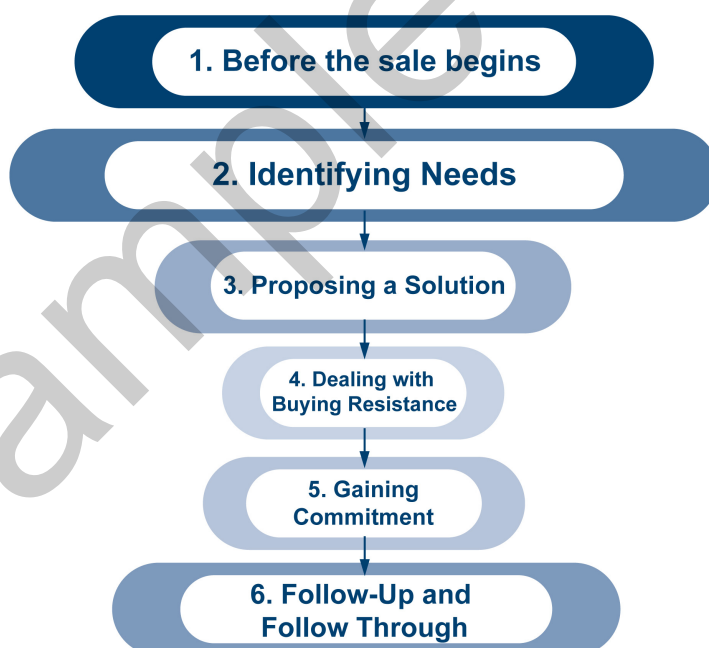 1. Before the sale begins
2. Identifying Needs
3. Proposing a Solution
4. Dealing with
Buying Resistance
5. Gaining
Commitment
6. Follow-Up and
Follow Through
ample